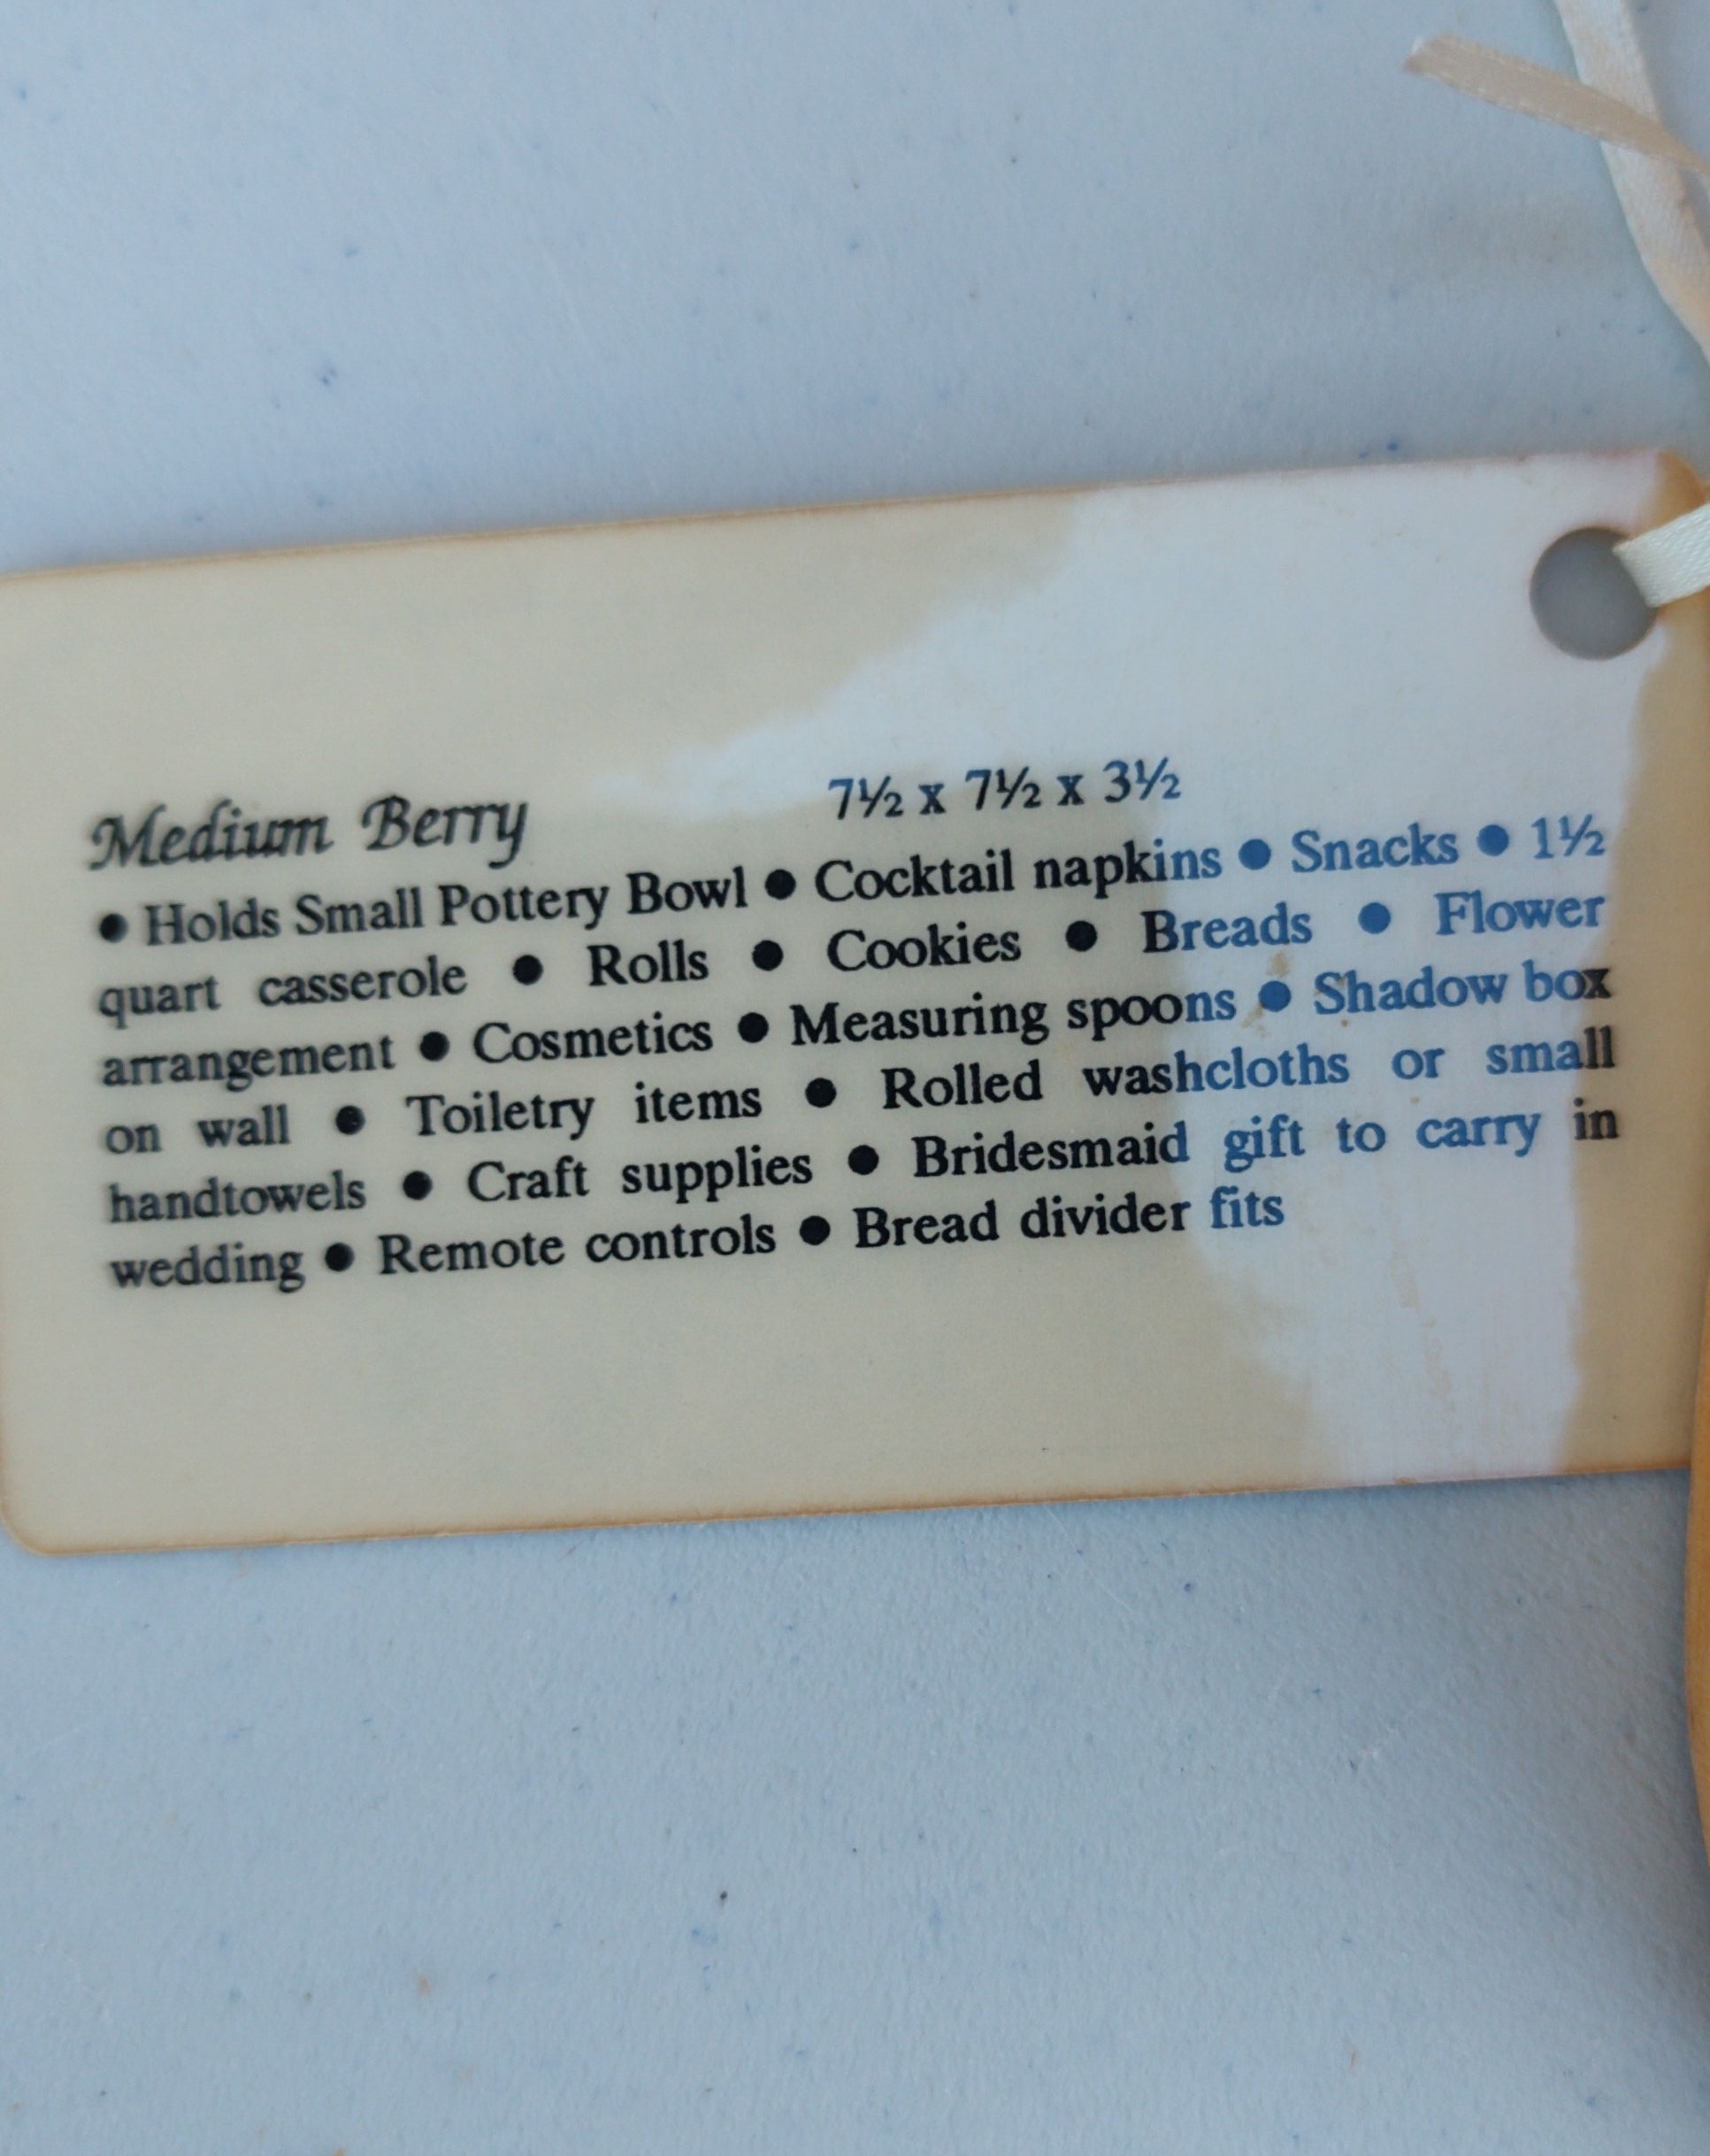 Medium Berry 7½ x 7½ x 3½
● Holds Small Pottery Bowl ● Cocktail napkins ● Snacks ● 1½
quart casserole ● Rolls ● Cookies ● Breads ● Flower
arrangement ● Cosmetics ● Measuring spoons ● Shadow box
on wall ● Toiletry items ● Rolled washcloths or small
handtowels ● Craft supplies ● Bridesmaid gift to carry in
wedding ● Remote controls ● Bread divider fits